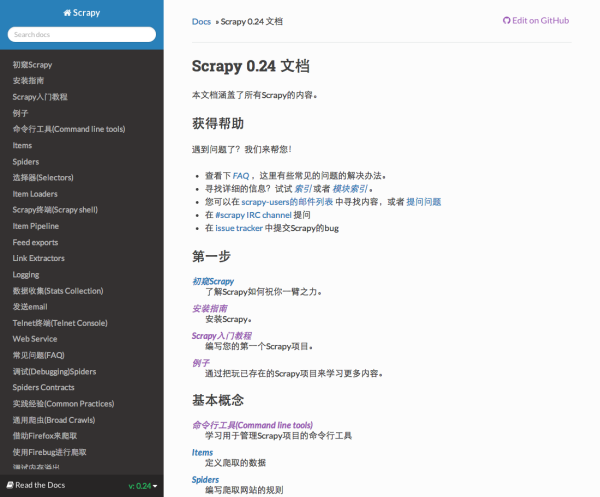 Scrapy
Search docs
初窥Scrapy
安装指南
Scrapy入门教程
例子
命令行工具(Command line tools)
Items
Spiders
选择器(Selectors)
Item Loaders
Scrapy终端(Scrapy shell)
Item Pipeline
Feed exports
Link Extractors
Logging
数据收集(Stats Collection)
发送email
Telnet终端(Telnet Console)
Web Service
常见问题(FAQ)
调试(Debugging)Spiders
Spiders Contracts
实践经验(Common Practices)
通用爬虫(Broad Crawls)
借助Firefox来爬取
使用Firebug进行爬取
调试内存溢出
Read the Docs
v: 0.24
Docs » Scrapy 0.24 文档
Edit on GitHub
Scrapy 0.24 文档
本文档涵盖了所有Scrapy的内容。
获得帮助
遇到问题了？我们来帮您！
查看下 FAQ ，这里有些常见的问题的解决办法。
寻找详细的信息？试试 索引 或者 模块索引 。
您可以在 scrapy-users的邮件列表 中寻找内容，或者 提问问题
在 #scrapy IRC channel 提问
在 issue tracker 中提交Scrapy的bug
第一步
初窥Scrapy
了解Scrapy如何祝你一臂之力。
安装指南
安装Scrapy。
Scrapy入门教程
编写您的第一个Scrapy项目。
例子
通过把玩已存在的Scrapy项目来学习更多内容。
基本概念
命令行工具(Command line tools)
学习用于管理Scrapy项目的命令行工具
Items
定义爬取的数据
Spiders
编写爬取网站的规则